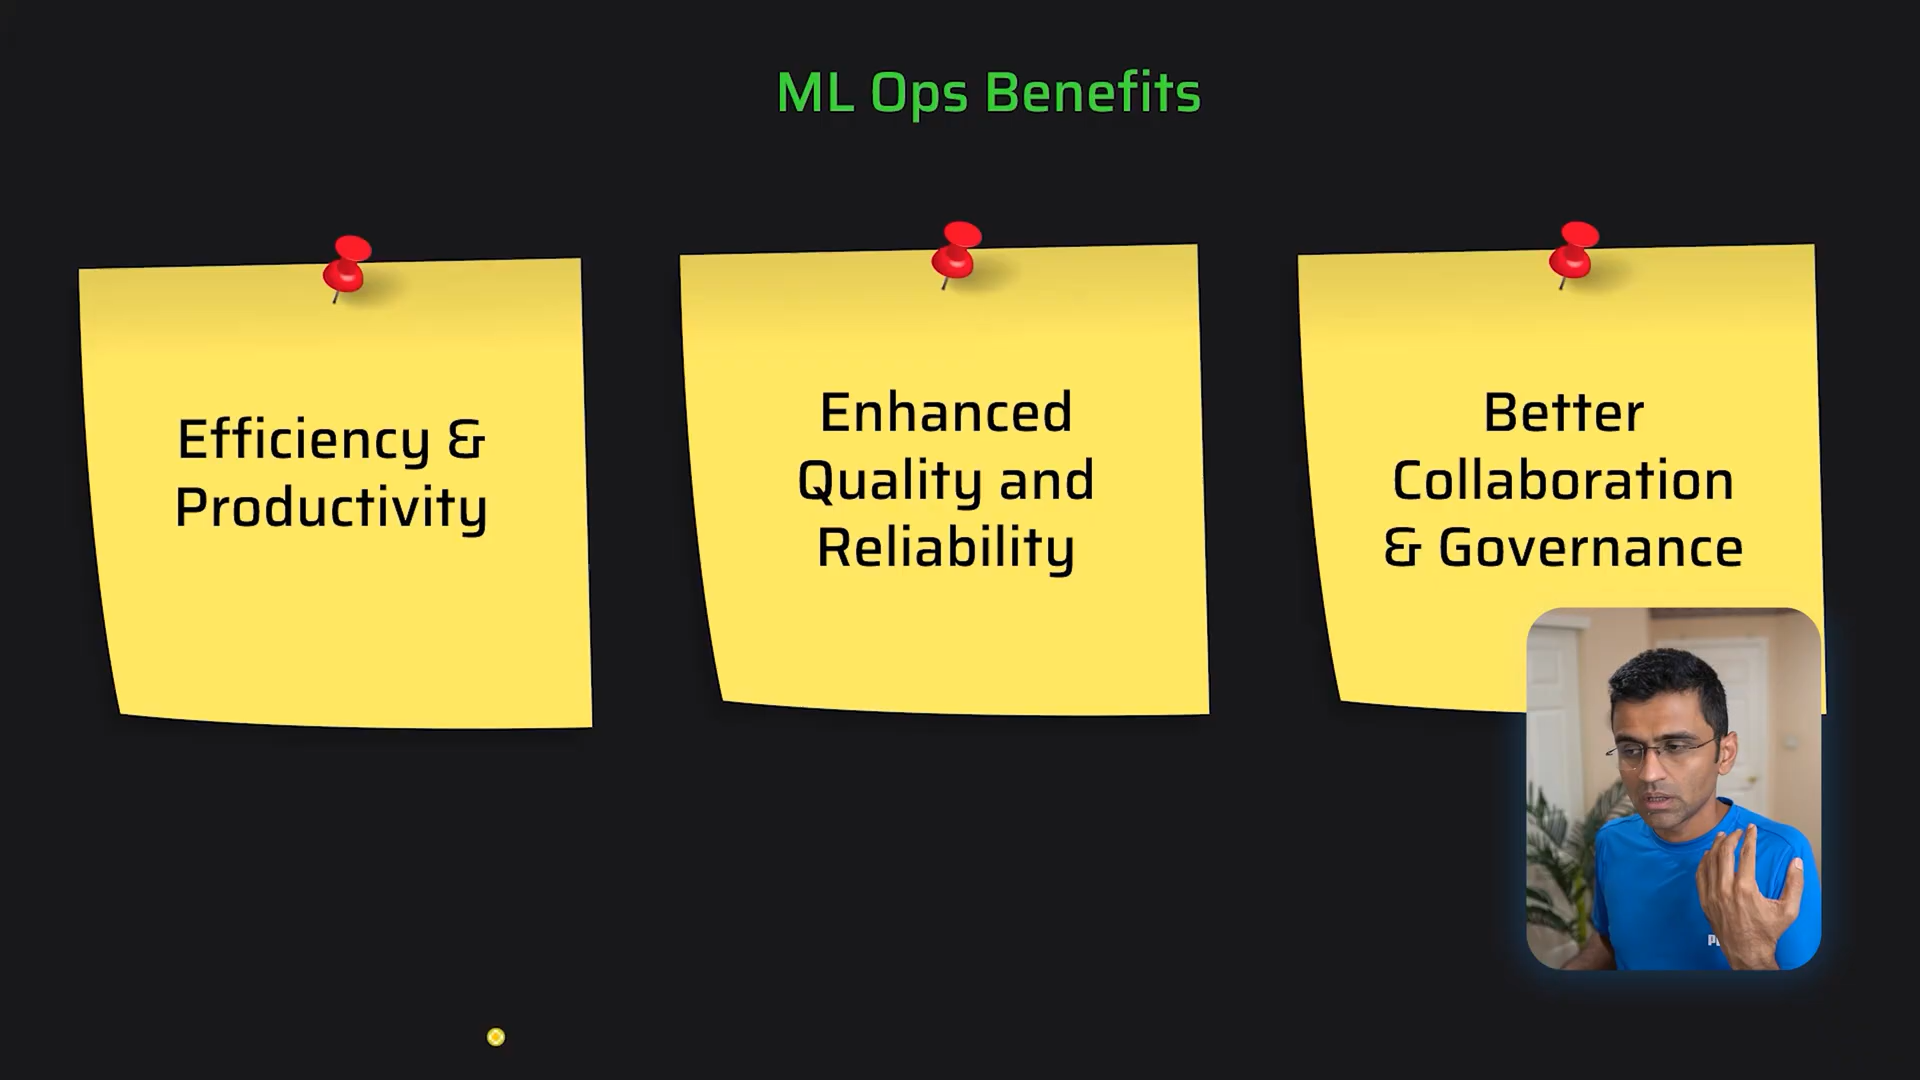 ML Ops Benefits
Efficiency &
Productivity
Enhanced
Quality and
Reliability
Better
Collaboration
& Governance